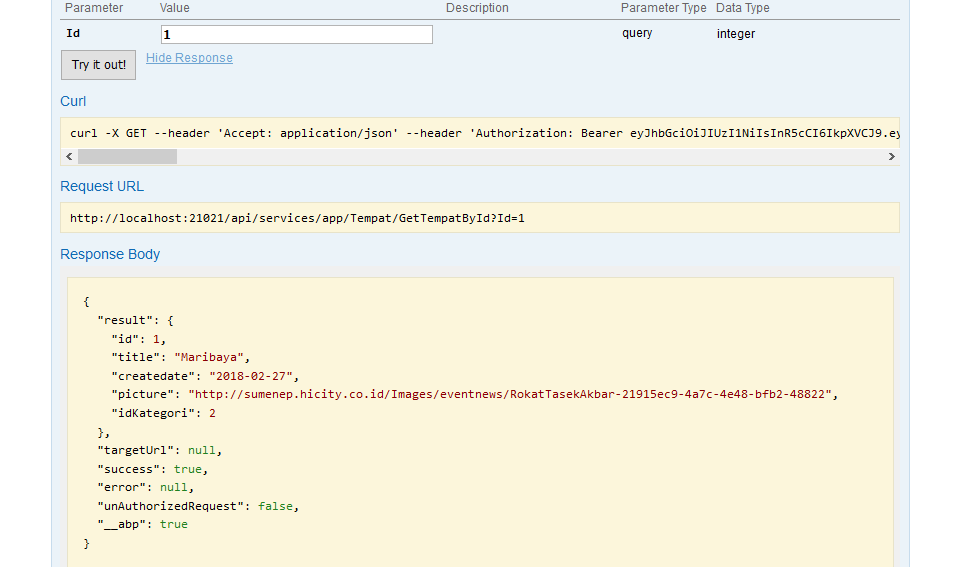 Parameter Value Description Parameter Type Data Type
Id 1 query integer
Try it out! Hide Response
Curl
curl -X GET --header 'Accept: application/json' --header 'Authorization: Bearer eyJhbGciOiJIUzI1NiIsInR5cCI6IkpXVCJ9.ey
Request URL
http://localhost:21021/api/services/app/Tempat/GetTempatById?Id=1
Response Body
{
  "result": {
    "id": 1,
    "title": "Maribaya",
    "createdate": "2018-02-27",
    "picture": "http://sumenep.hicity.co.id/Images/eventnews/RokatTasekAkbar-21915ec9-4a7c-4e48-bfb2-48822",
    "idKategori": 2
  },
  "targetUrl": null,
  "success": true,
  "error": null,
  "unAuthorizedRequest": false,
  "__abp": true
}